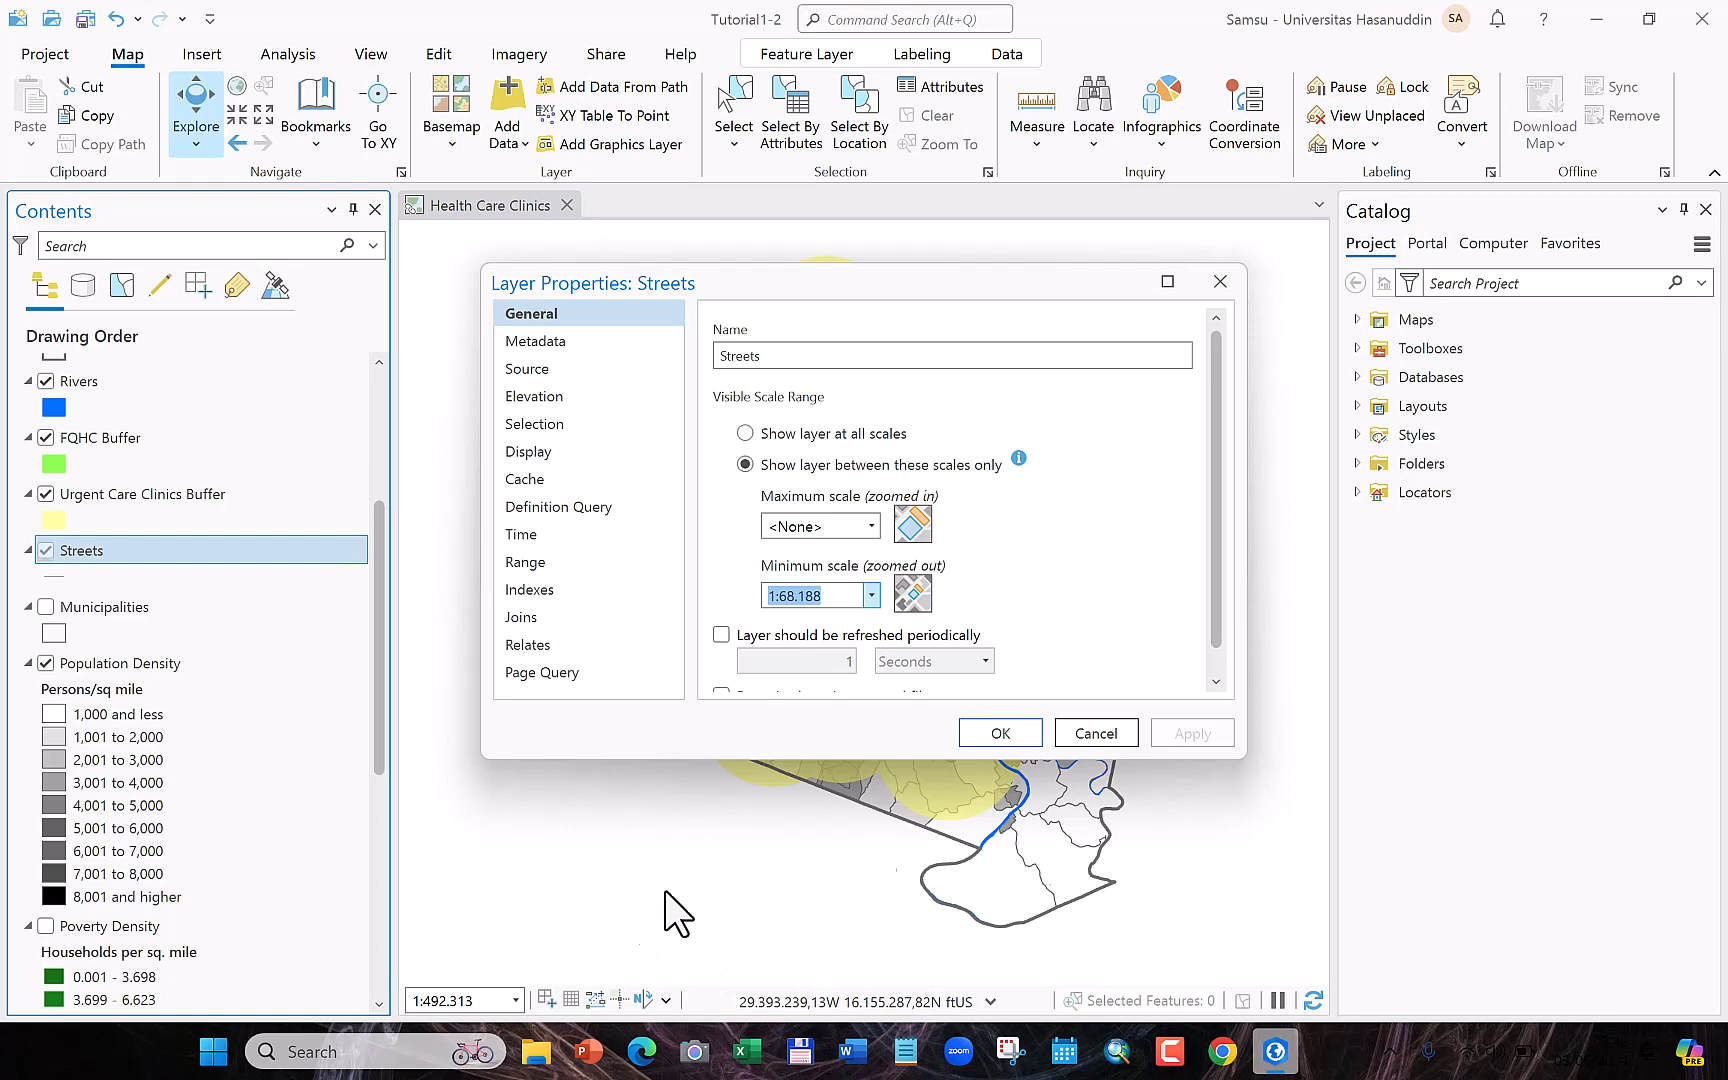 Tutorial1-2
Command Search (Alt+Q)
Samsu - Universitas Hasanuddin
SA
?
Project
Map
Insert
Analysis
View
Edit
Imagery
Share
Help
Feature Layer
Labeling
Data
Paste
Cut
Copy
Copy Path
Clipboard
Explore
Bookmarks
Go
To XY
Navigate
Basemap
Add
Data
Add Data From Path
XY Table To Point
Add Graphics Layer
Layer
Select
Select By
Attributes
Select By
Location
Attributes
Clear
Zoom To
Selection
Measure
Locate
Infographics
Coordinate
Conversion
Inquiry
Pause
Lock
View Unplaced
More
Convert
Labeling
Download
Map
Sync
Remove
Offline
Contents
Search
Drawing Order
Rivers
FQHC Buffer
Urgent Care Clinics Buffer
Streets
Municipalities
Population Density
Persons/sq mile
1,000 and less
1,001 to 2,000
2,001 to 3,000
3,001 to 4,000
4,001 to 5,000
5,001 to 6,000
6,001 to 7,000
7,001 to 8,000
8,001 and higher
Poverty Density
Households per sq. mile
0.001 - 3.698
3.699 - 6.623
Health Care Clinics
Layer Properties: Streets
General
Metadata
Source
Elevation
Selection
Display
Cache
Definition Query
Time
Range
Indexes
Joins
Relates
Page Query
Name
Streets
Visible Scale Range
Show layer at all scales
Show layer between these scales only
Maximum scale (zoomed in)
<None>
Minimum scale (zoomed out)
1:68.188
Layer should be refreshed periodically
1
Seconds
OK
Cancel
Apply
1:492.313
29.393.239,13W 16.155.287,82N ftUS
Selected Features: 0
Catalog
Project
Portal
Computer
Favorites
Search Project
Maps
Toolboxes
Databases
Layouts
Styles
Folders
Locators
Search
zoom
PRE